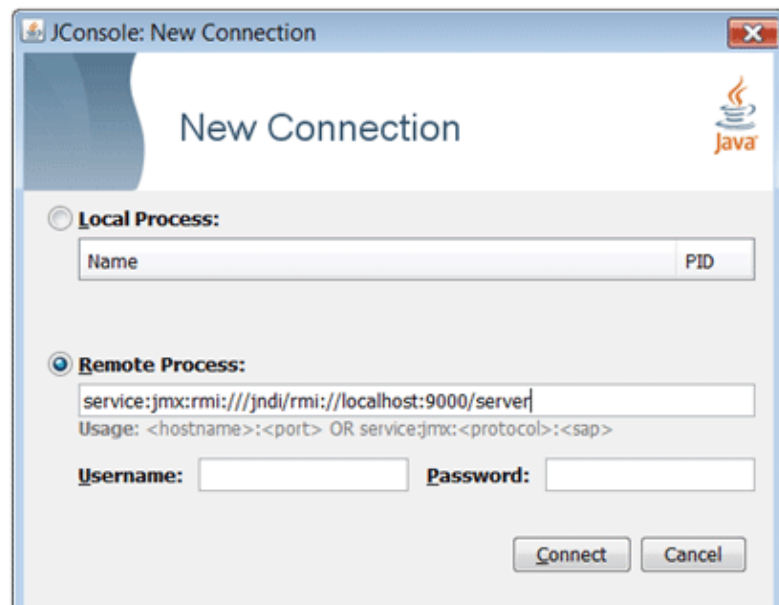 JConsole: New Connection
New Connection
Java
Local Process:
Name PID
Remote Process:
service:jmx:rmi:///jndi/rmi://localhost:9000/server
Usage: <hostname>:<port> OR service:jmx:<protocol>:<sap>
Username: Password:
Connect Cancel